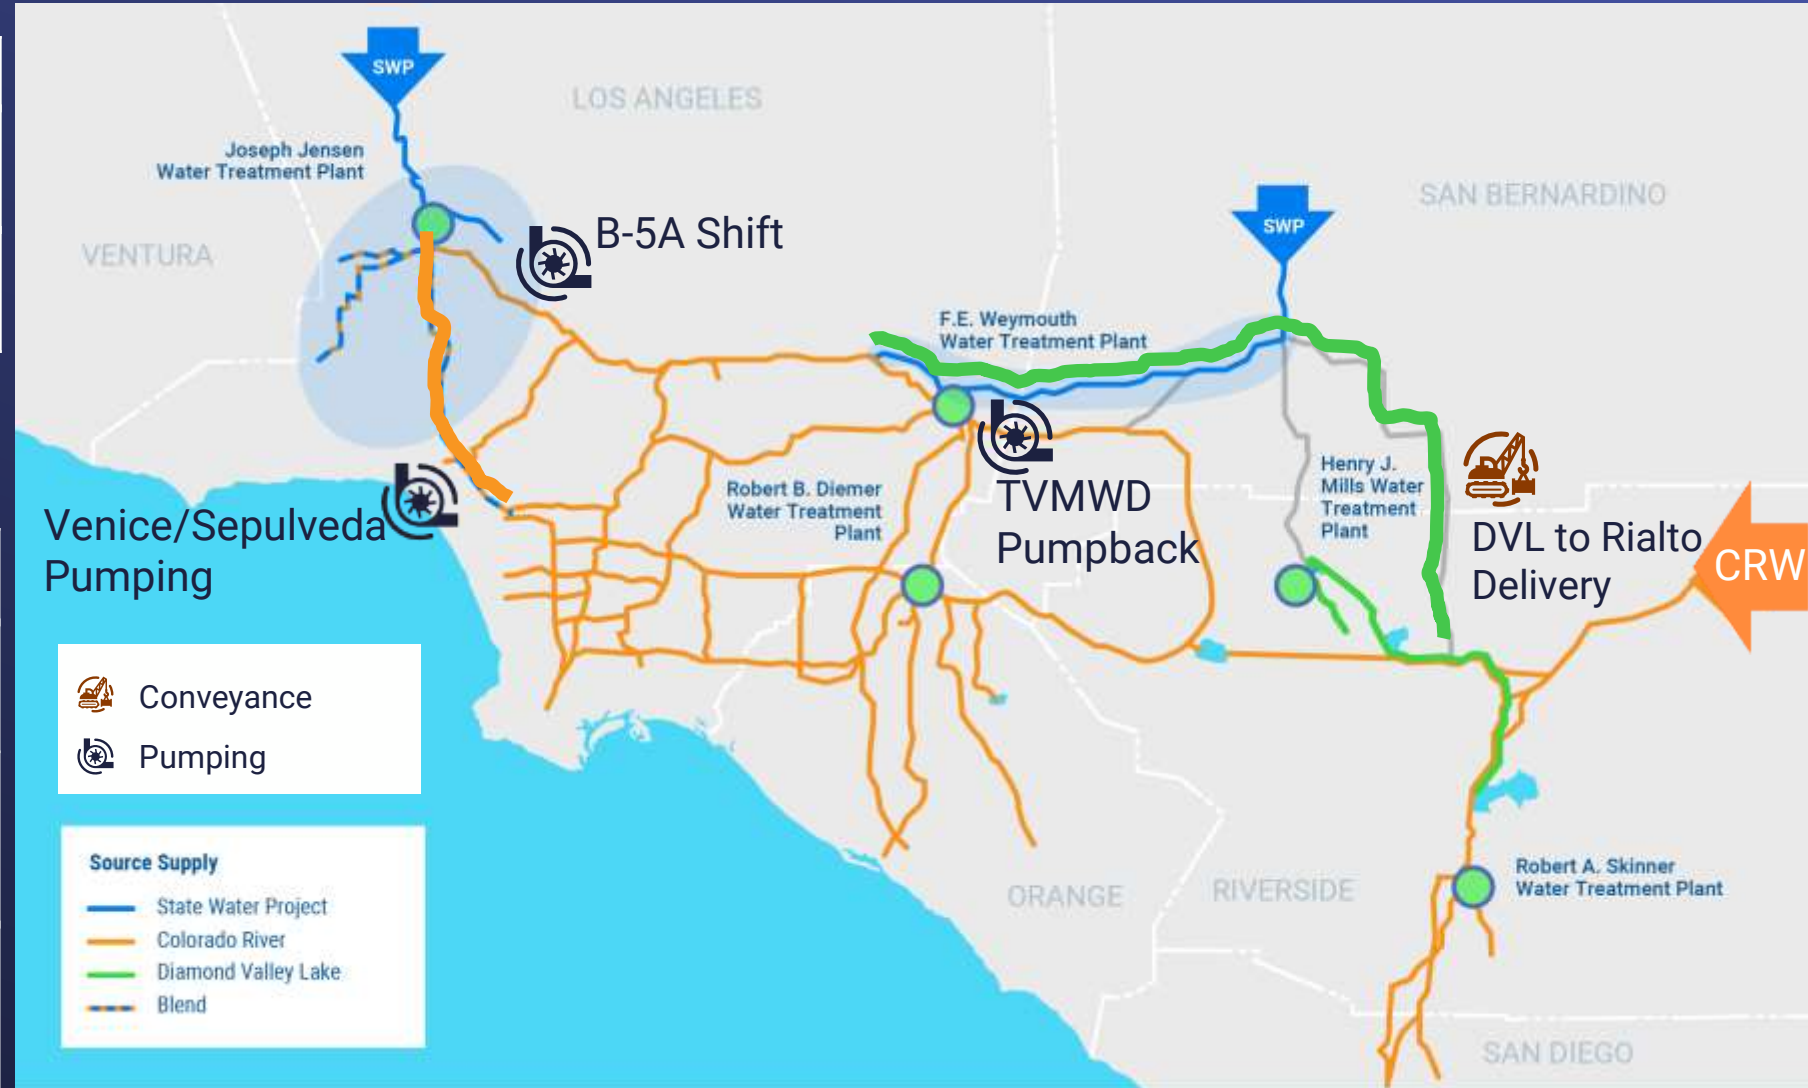 SWP
LOS ANGELES
Joseph Jensen
Water Treatment Plant
SAN BERNARDINO
SWP
VENTURA
B-5A Shift
F.E. Weymouth
Water Treatment Plant
Henry J.
Mills Water
Treatment
Plant
Robert B. Diemer
Water Treatment
Plant
TVMWD
Pumpback
Venice/Sepulveda
Pumping
DVL to Rialto
Delivery
CRW
Conveyance
Pumping
Source Supply
State Water Project
Colorado River
Diamond Valley Lake
Blend
Robert A. Skinner
Water Treatment Plant
ORANGE
RIVERSIDE
SAN DIEGO